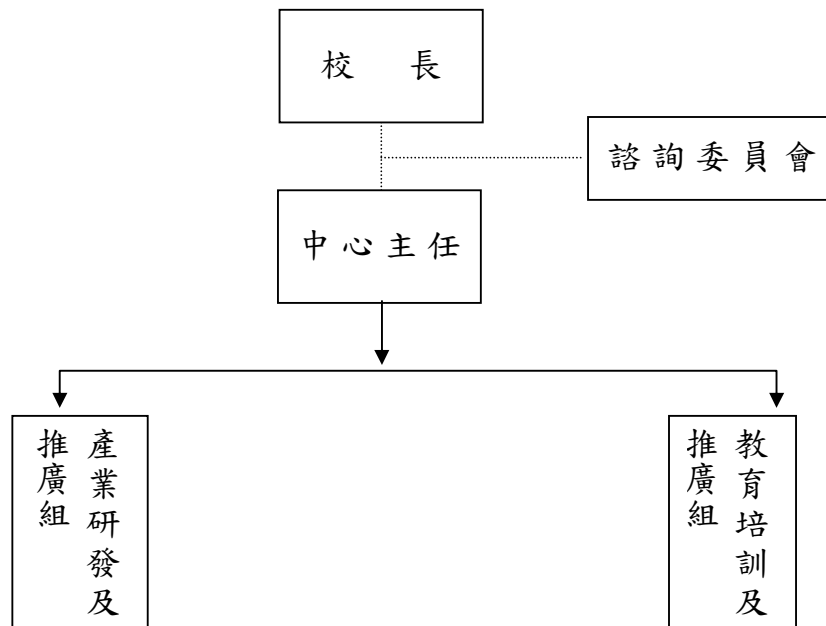 校 長
諮詢委員會
中心主任
產業研發及
推廣組
教育培訓及
推廣組